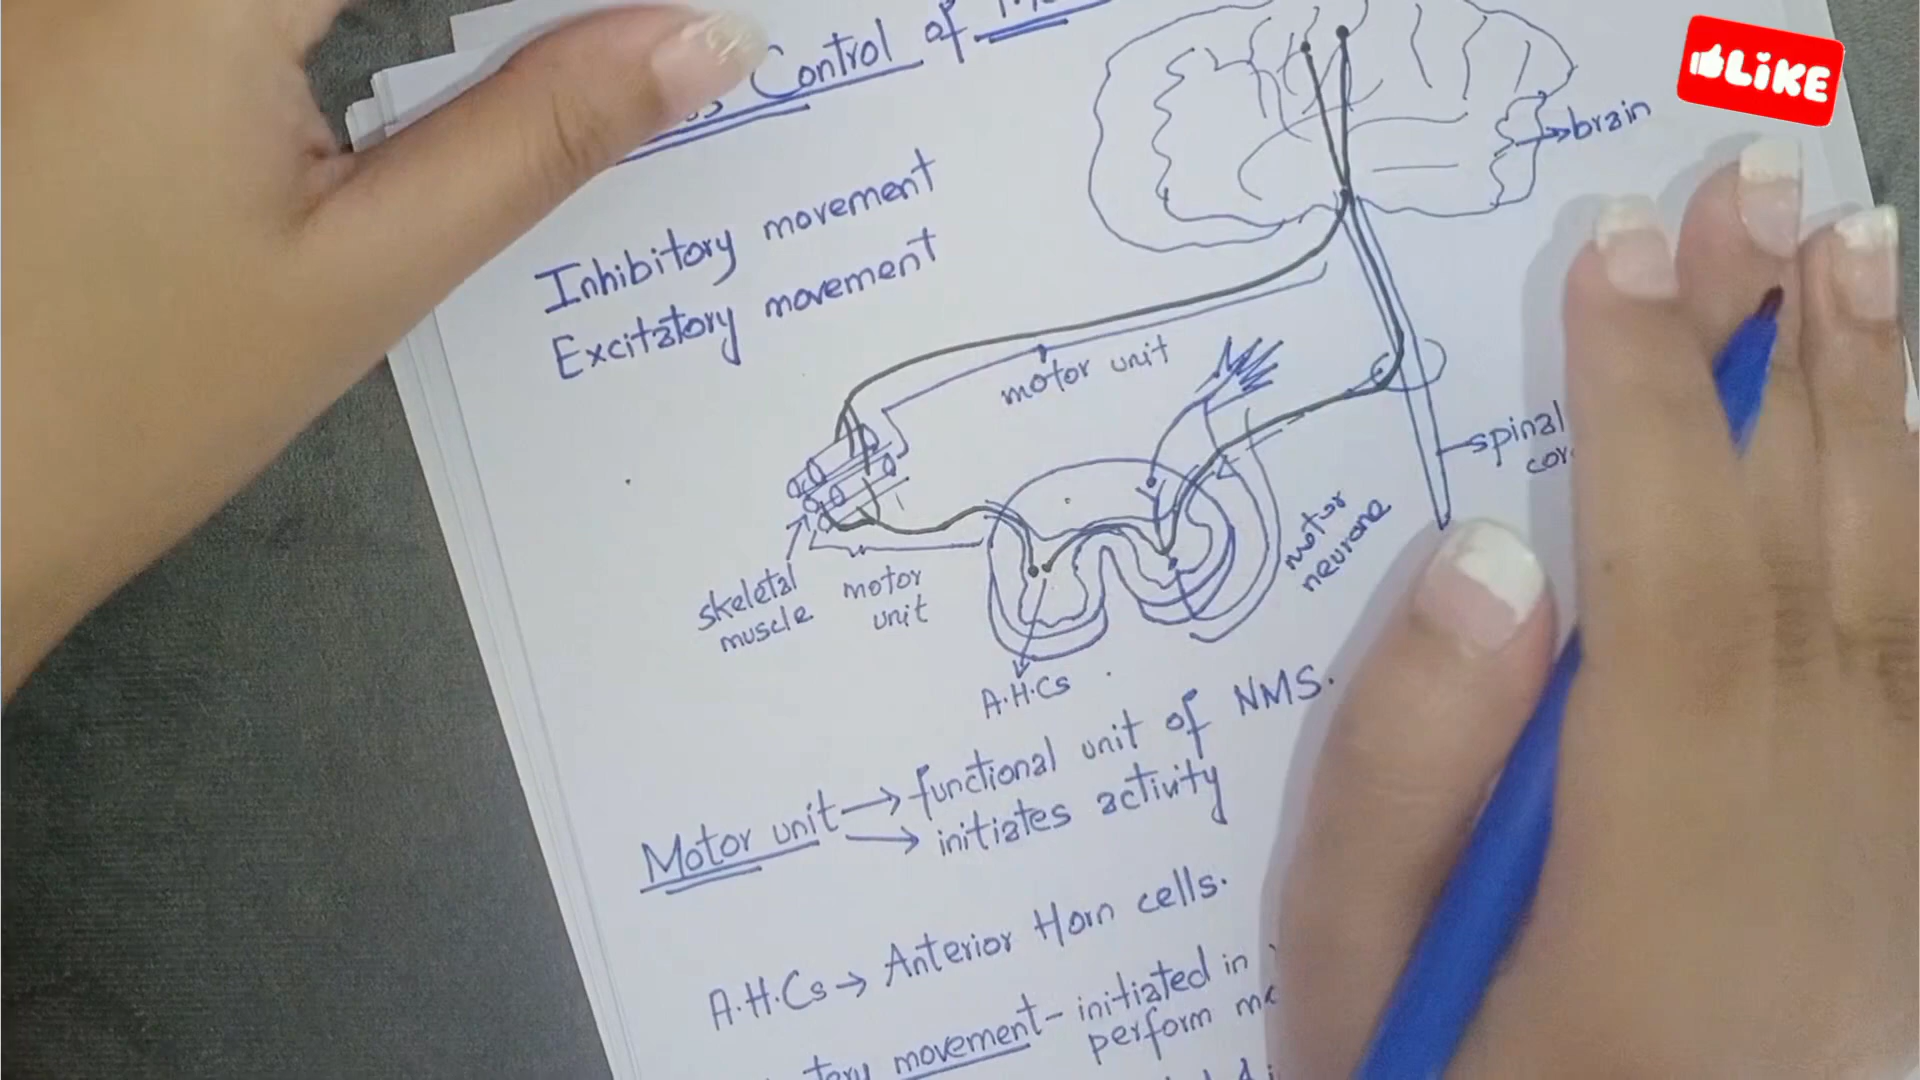 Control of
LiKE
brain
Inhibitory movement
Excitatory movement
motor unit
spinal
motor
neurone
skeletal
muscle
motor
unit
A.H.Cs
Motor unit → functional unit of NMS.
→ initiates activity
A.H.Cs → Anterior Horn cells.
movement - initiated in
perform